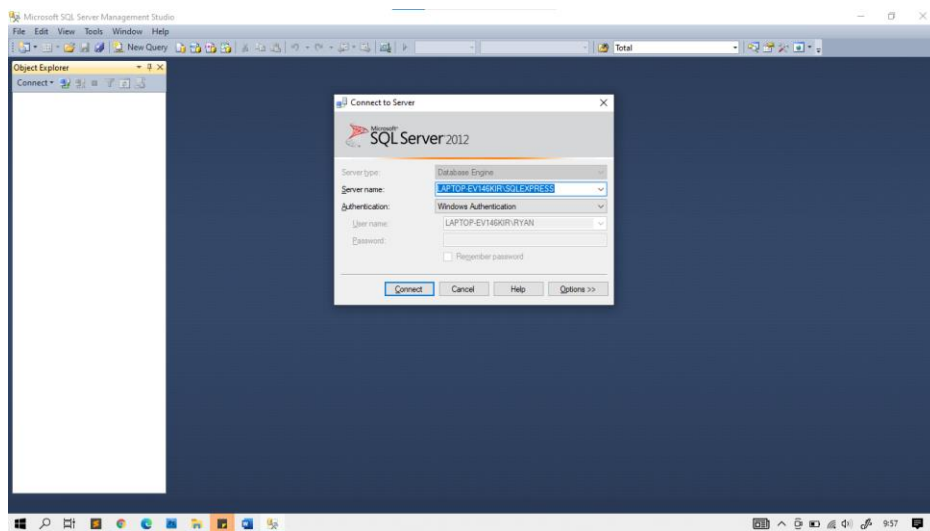 Microsoft SQL Server Management Studio
File Edit View Tools Window Help
New Query
Total
Object Explorer
Connect
Connect to Server
Microsoft
SQL Server 2012
Server type: Database Engine
Server name: LAPTOP-EV146KIR\SQLEXPRESS
Authentication: Windows Authentication
User name: LAPTOP-EV146KIR\RYAN
Password:
Remember password
Connect Cancel Help Options >>
9:57